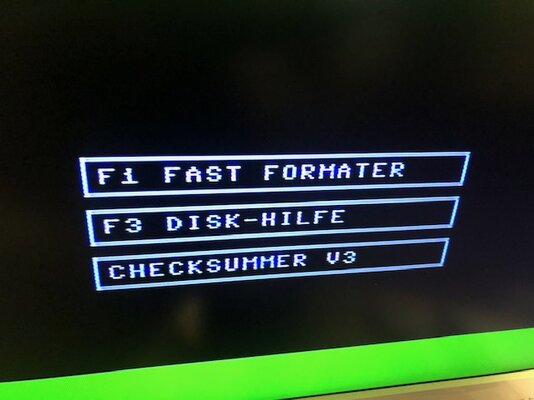 F1 FAST FORMATER
F3 DISK-HILFE
CHECKSUMMER V3